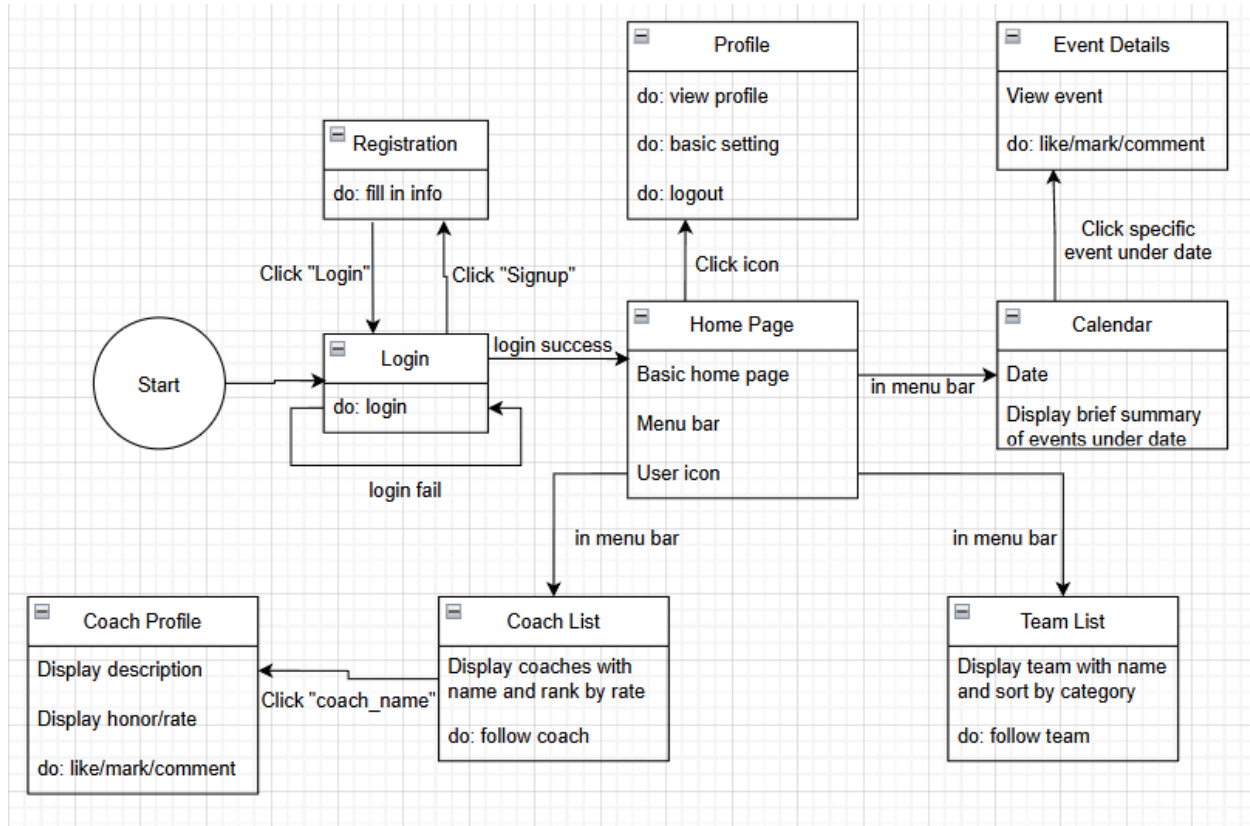 Profile
do: view profile
do: basic setting
do: logout
Event Details
View event
do: like/mark/comment
Registration
do: fill in info
Click "Login"
Click "Signup"
Click icon
Click specific
event under date
Start
Login
do: login
login fail
login success
Home Page
Basic home page
Menu bar
User icon
in menu bar
Calendar
Date
Display brief summary
of events under date
in menu bar
in menu bar
Coach Profile
Display description
Display honor/rate
do: like/mark/comment
Click "coach_name"
Coach List
Display coaches with
name and rank by rate
do: follow coach
Team List
Display team with name
and sort by category
do: follow team